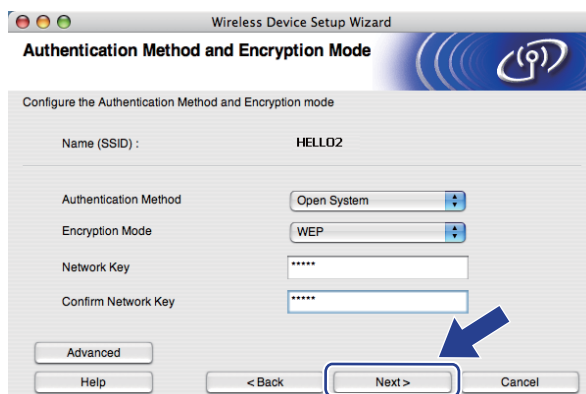 Wireless Device Setup Wizard
Authentication Method and Encryption Mode
Configure the Authentication Method and Encryption mode
Name (SSID) : HELLO2
Authentication Method Open System
Encryption Mode WEP
Network Key *****
Confirm Network Key *****
Advanced
Help < Back Next > Cancel